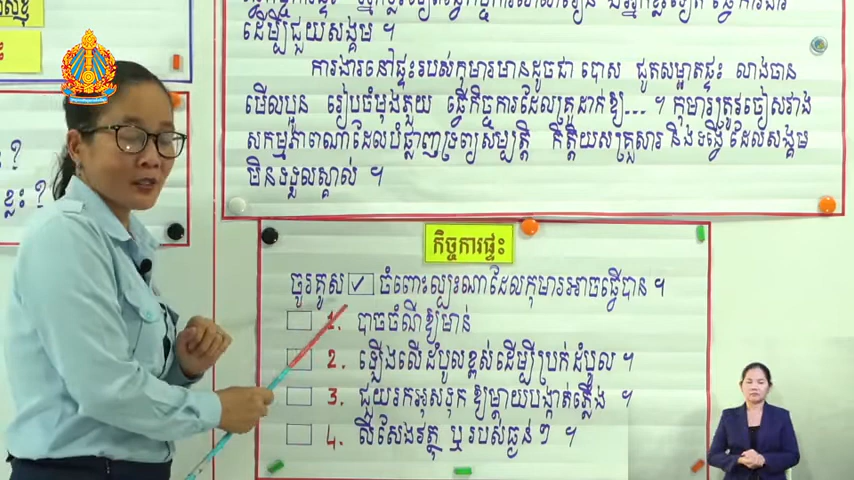 ដើម្បីជួយសង្គម ។
ការងារនៅផ្ទះរបស់កុមារមានដូចជា បោស ជូតសម្អាតផ្ទះ លាងចាន
មើលប្អូន រៀបចំមុងភួយ ធ្វើកិច្ចការដែលគ្រូដាក់ឱ្យ... ។ កុមារត្រូវចៀសវាង
សកម្មភាពណាដែលបំផ្លាញទ្រព្យសម្បត្តិ កិត្តិយសគ្រួសារ និងទង្វើដែលសង្គម
មិនទទួលស្គាល់ ។
កិច្ចការផ្ទះ
ចូរគូស ✓ ចំពោះល្បះណាដែលកុមារអាចធ្វើបាន ។
1. បាចចំណីឱ្យមាន់
2. ឡើងលើដំបូលខ្ពស់ដើម្បីប្រក់ដំបូល ។
3. ជួយរកអុសទុកឱ្យម្តាយបង្កាត់ភ្លើង ។
4. លីសែងវត្ថុ ឬ របស់ធ្ងន់ៗ ។